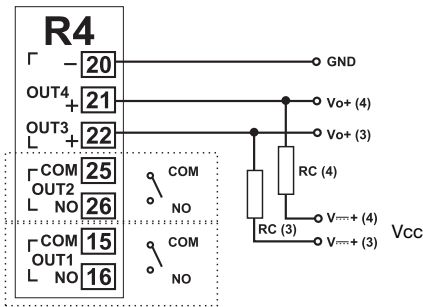 R4
− 20 GND
OUT4 + 21 Vo+ (4)
OUT3 + 22 Vo+ (3)
COM 25 COM
OUT2
NO 26 NO
RC (4)
RC (3)
V⎓+ (4)
V⎓+ (3)
Vcc
COM 15 COM
OUT1
NO 16 NO